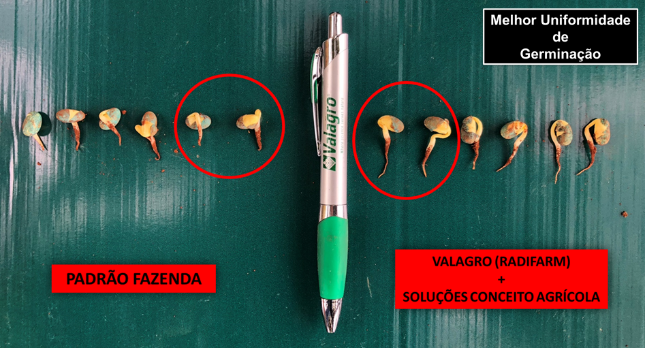 Melhor Uniformidade
de
Germinação
Valagro
PADRÃO FAZENDA
VALAGRO (RADIFARM)
+
SOLUÇÕES CONCEITO AGRÍCOLA